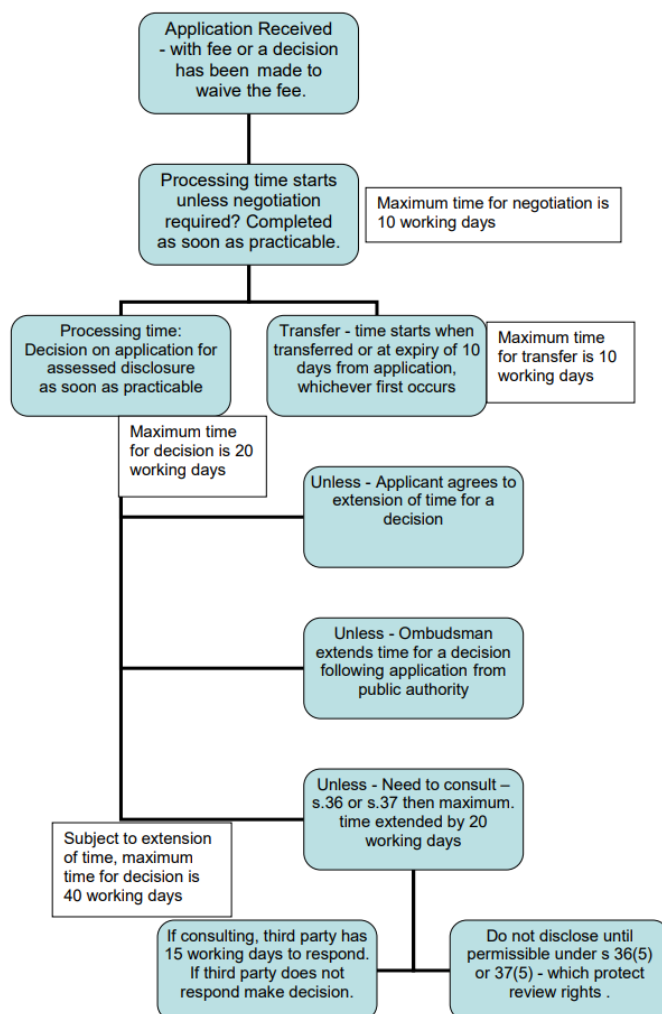 Application Received
- with fee or a decision
has been made to
waive the fee.
Processing time starts
unless negotiation
required? Completed
as soon as practicable.
Maximum time for negotiation is
10 working days
Processing time:
Decision on application for
assessed disclosure
as soon as practicable
Transfer - time starts when
transferred or at expiry of 10
days from application,
whichever first occurs
Maximum time
for transfer is 10
working days
Maximum time
for decision is 20
working days
Unless - Applicant agrees to
extension of time for a
decision
Unless - Ombudsman
extends time for a decision
following application from
public authority
Unless - Need to consult –
s.36 or s.37 then maximum.
time extended by 20
working days
Subject to extension
of time, maximum
time for decision is
40 working days
If consulting, third party has
15 working days to respond.
If third party does not
respond make decision.
Do not disclose until
permissible under s 36(5)
or 37(5) - which protect
review rights .